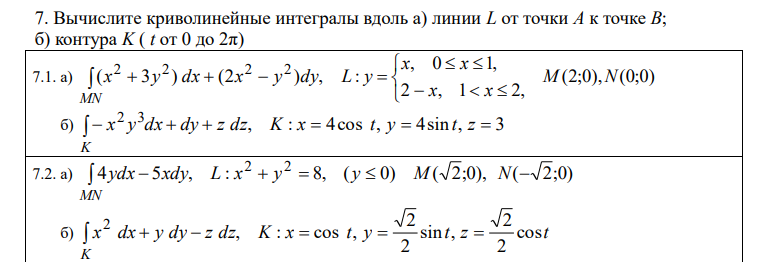 7. Вычислите криволинейные интегралы вдоль а) линии L от точки A к точке B;
б) контура K ( t от 0 до 2π)
7.1. а) ∫_{MN} (x² + 3y²) dx + (2x² − y²)dy, L : y = {x, 0 ≤ x ≤ 1, 2 − x, 1 < x ≤ 2, M(2;0), N(0;0)
б) ∫_K − x²y³dx + dy + z dz, K : x = 4cos t, y = 4sin t, z = 3
7.2. а) ∫_{MN} 4ydx − 5xdy, L : x² + y² = 8, (y ≤ 0) M(√2;0), N(−√2;0)
б) ∫_K x² dx + y dy − z dz, K : x = cos t, y = √2/2 sin t, z = √2/2 cos t